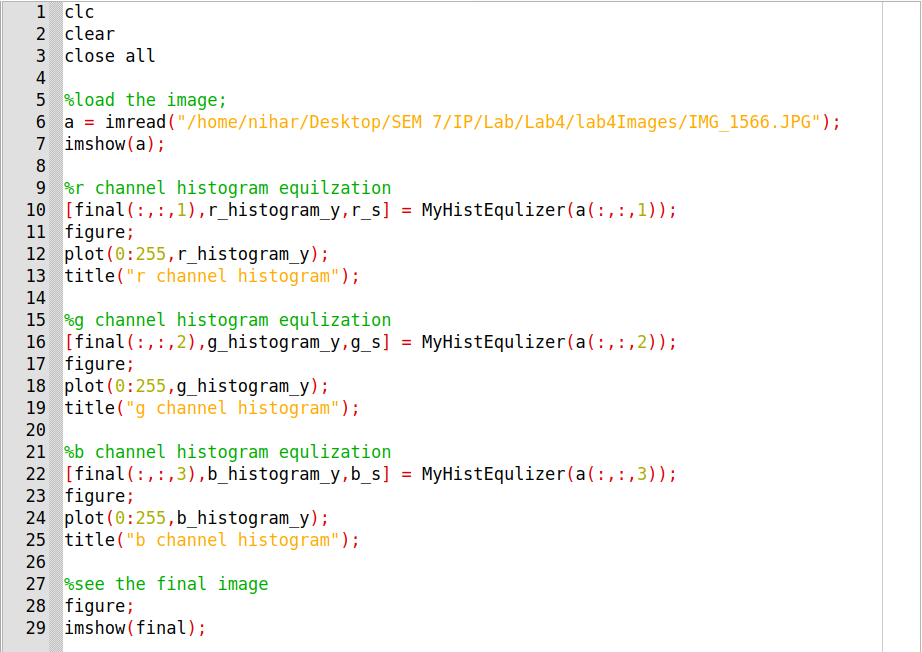 1 clc
2 clear
3 close all
4
5 %load the image;
6 a = imread("/home/nihar/Desktop/SEM 7/IP/Lab/Lab4/lab4Images/IMG_1566.JPG");
7 imshow(a);
8
9 %r channel histogram equilzation
10 [final(:,:,1),r_histogram_y,r_s] = MyHistEqulizer(a(:,:,1));
11 figure;
12 plot(0:255,r_histogram_y);
13 title("r channel histogram");
14
15 %g channel histogram equlization
16 [final(:,:,2),g_histogram_y,g_s] = MyHistEqulizer(a(:,:,2));
17 figure;
18 plot(0:255,g_histogram_y);
19 title("g channel histogram");
20
21 %b channel histogram equlization
22 [final(:,:,3),b_histogram_y,b_s] = MyHistEqulizer(a(:,:,3));
23 figure;
24 plot(0:255,b_histogram_y);
25 title("b channel histogram");
26
27 %see the final image
28 figure;
29 imshow(final);